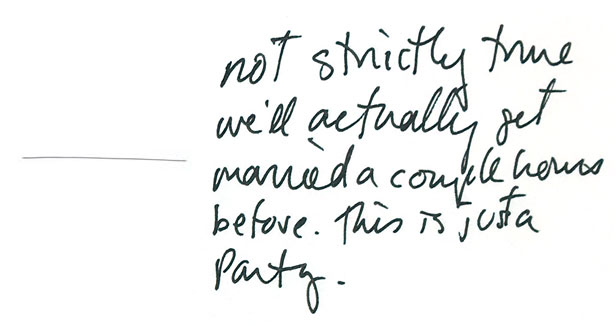 not strictly true
we'll actually get
married a couple hours
before. This is just a
Party.